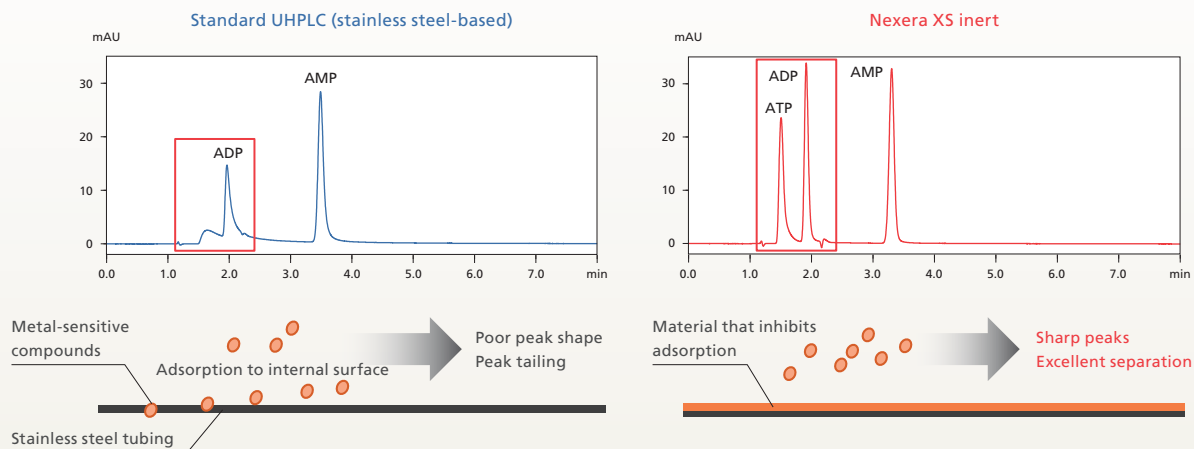 Standard UHPLC (stainless steel-based)
mAU
30
20
10
0
AMP
ADP
0.0 1.0 2.0 3.0 4.0 5.0 6.0 7.0 min
Nexera XS inert
mAU
30
20
10
0
ADP
AMP
ATP
0.0 1.0 2.0 3.0 4.0 5.0 6.0 7.0 min
Metal-sensitive
compounds
Adsorption to internal surface
Stainless steel tubing
Poor peak shape
Peak tailing
Material that inhibits
adsorption
Sharp peaks
Excellent separation